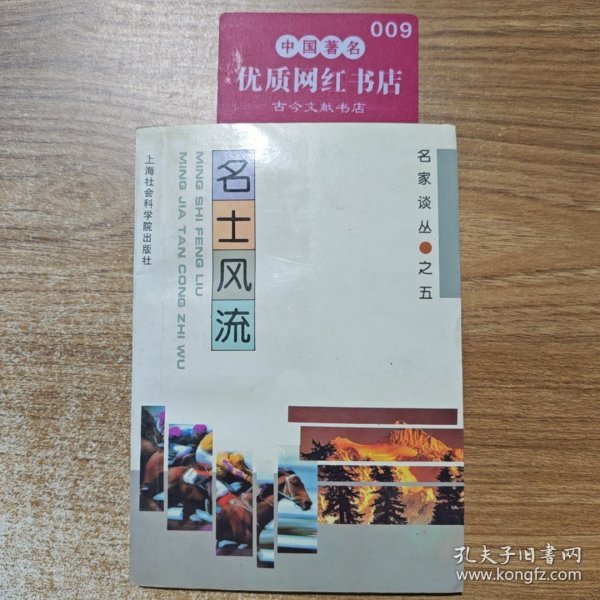 009
中国著名
优质网红书店
古今文献书店
名家谈丛●之五
名士风流
MING SHI FENG LIU
MING JIA TAN CONG ZHI WU
上海社会科学院出版社
孔夫子旧书网
www.kongfz.com